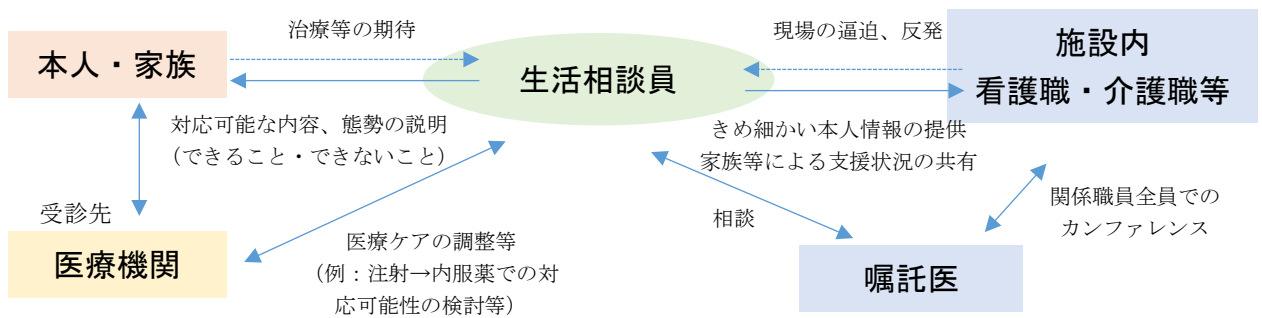 治療等の期待
現場の逼迫、反発
本人・家族
生活相談員
施設内
看護職・介護職等
対応可能な内容、態勢の説明
（できること・できないこと）
きめ細かい本人情報の提供
家族等による支援状況の共有
受診先
相談
関係職員全員での
カンファレンス
医療機関
医療ケアの調整等
（例：注射→内服薬での対
応可能性の検討等）
嘱託医